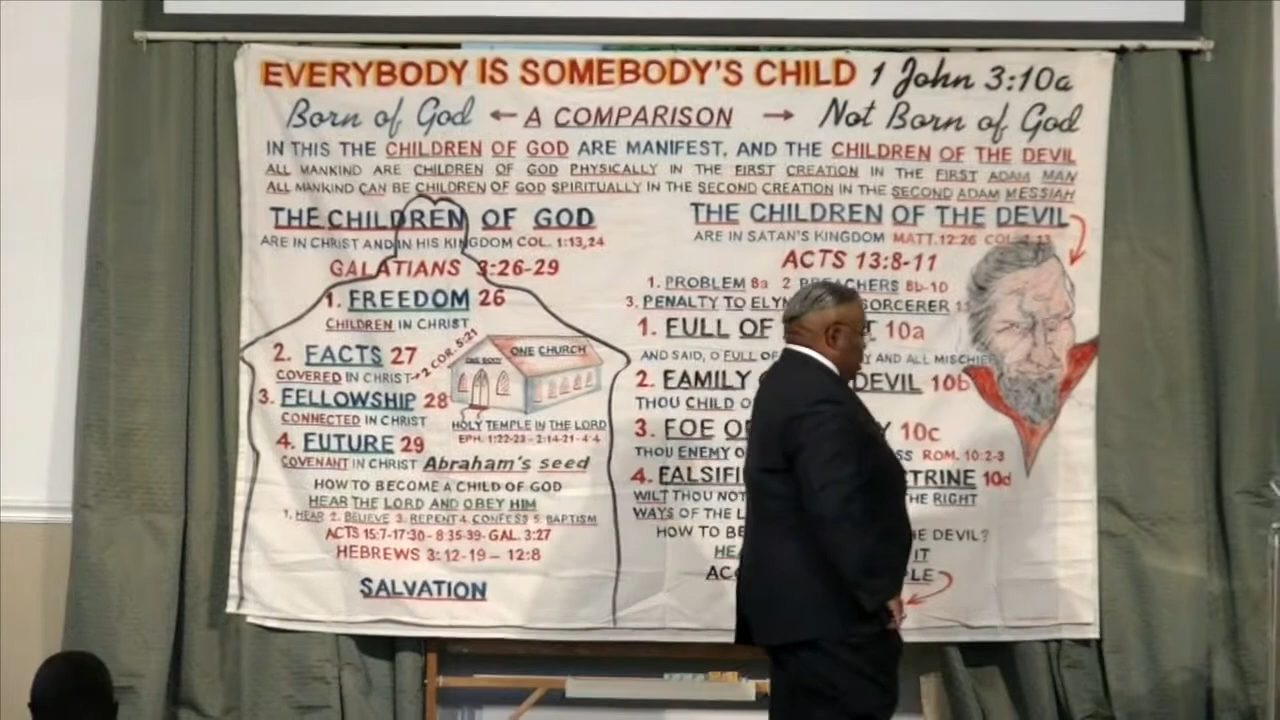 EVERYBODY IS SOMEBODY'S CHILD 1 John 3:10a
Born of God ← A COMPARISON → Not Born of God
IN THIS THE CHILDREN OF GOD ARE MANIFEST, AND THE CHILDREN OF THE DEVIL
ALL MANKIND ARE CHILDREN OF GOD PHYSICALLY IN THE FIRST CREATION IN THE FIRST ADAM MAN
ALL MANKIND CAN BE CHILDREN OF GOD SPIRITUALLY IN THE SECOND CREATION IN THE SECOND ADAM MESSIAH
THE CHILDREN OF GOD
ARE IN CHRIST AND IN HIS KINGDOM COL. 1:13,24
GALATIANS 3:26-29
1. FREEDOM 26
CHILDREN IN CHRIST
2. FACTS 27
COVERED IN CHRIST → 2 COR. 5:21
3. FELLOWSHIP 28
CONNECTED IN CHRIST
4. FUTURE 29
COVENANT IN CHRIST Abraham's seed
ONE BODY
ONE CHURCH
HOLY TEMPLE IN THE LORD
EPH. 1:22-23 - 2:14-21 - 4:4
HOW TO BECOME A CHILD OF GOD
HEAR THE LORD AND OBEY HIM
1. HEAR 2. BELIEVE 3. REPENT 4. CONFESS 5. BAPTISM
ACTS 15:7-17:30 - 8:35-39 - GAL. 3:27
HEBREWS 3:12-19 – 12:8
SALVATION
THE CHILDREN OF THE DEVIL
ARE IN SATAN'S KINGDOM MATT. 12:26 COL. 1:13
ACTS 13:8-11
1. PROBLEM 8a 2 PREACHERS 8b-10
3. PENALTY TO SORCERER
1. FULL OF 10a
AND SAID, O FULL OF AND ALL MISCHIEF
2. FAMILY DEVIL 10b
THOU CHILD
3. FOE 10c
THOU ENEMY ROM. 10:2-3
4. 10d
WILT THOU NOT THE RIGHT
WAYS OF THE
HOW TO DEVIL?
IT